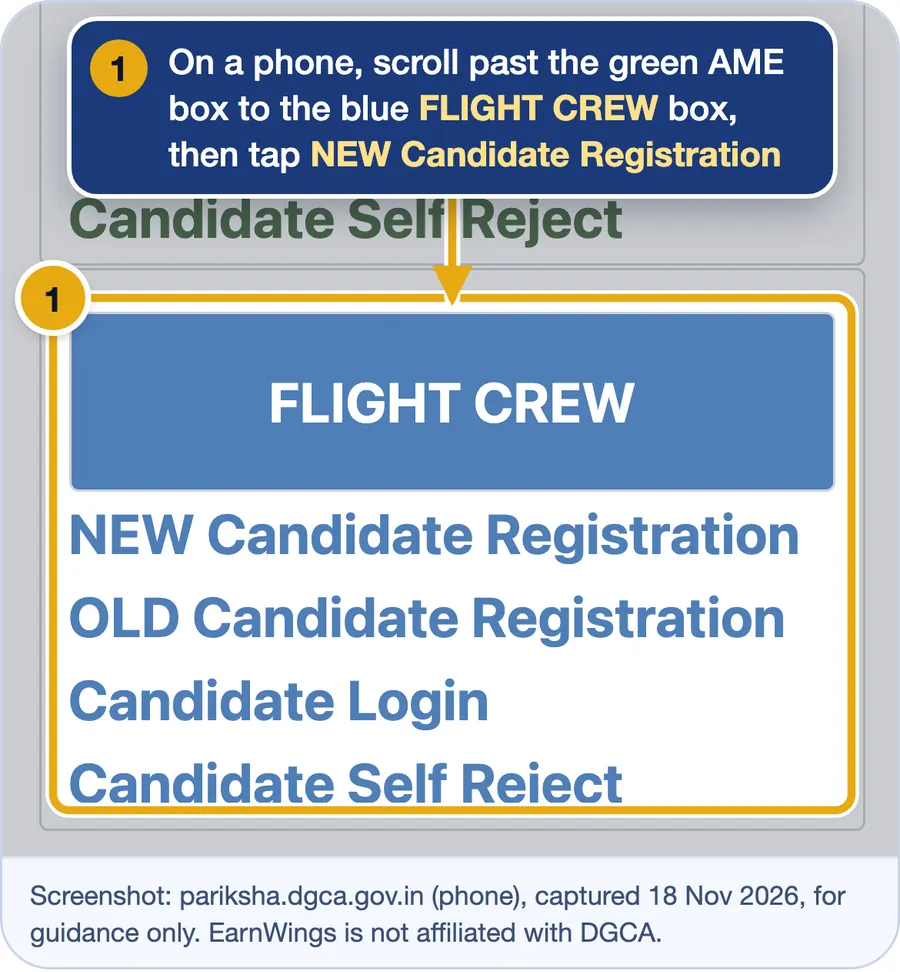 1
On a phone, scroll past the green AME
box to the blue FLIGHT CREW box,
then tap NEW Candidate Registration
Candidate Self Reject
1
FLIGHT CREW
NEW Candidate Registration
OLD Candidate Registration
Candidate Login
Candidate Self Reject
Screenshot: pariksha.dgca.gov.in (phone), captured 18 Nov 2026, for
guidance only. EarnWings is not affiliated with DGCA.